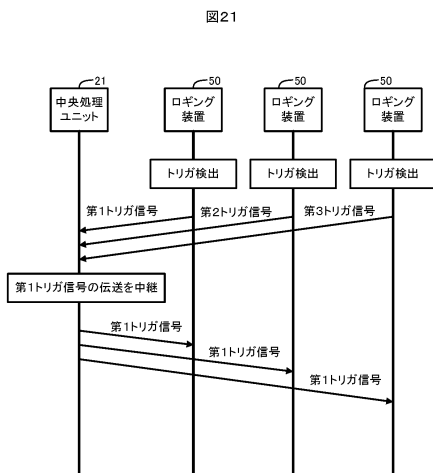 図21
21
50
50
50
中央処理
ユニット
ロギング
装置
ロギング
装置
ロギング
装置
トリガ検出
トリガ検出
トリガ検出
第1トリガ信号
第2トリガ信号
第3トリガ信号
第1トリガ信号の伝送を中継
第1トリガ信号
第1トリガ信号
第1トリガ信号